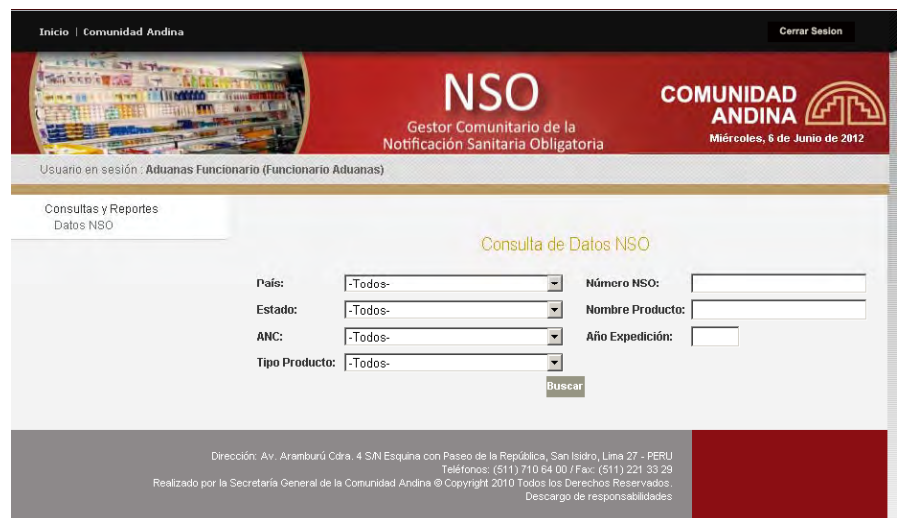 Inicio | Comunidad Andina
Cerrar Sesion
NSO
Gestor Comunitario de la
Notificación Sanitaria Obligatoria
COMUNIDAD
ANDINA
Miércoles, 6 de Junio de 2012
Usuario en sesión : Aduanas Funcionario (Funcionario Aduanas)
Consultas y Reportes
Datos NSO
Consulta de Datos NSO
País: -Todos- Número NSO:
Estado: -Todos- Nombre Producto:
ANC: -Todos- Año Expedición:
Tipo Producto: -Todos-
Buscar
Dirección: Av. Aramburú Cdra. 4 S/N Esquina con Paseo de la República, San Isidro, Lima 27 - PERU
Teléfonos: (511) 710 64 00 / Fax: (511) 221 33 29
Realizado por la Secretaría General de la Comunidad Andina © Copyright 2010 Todos los Derechos Reservados.
Descargo de responsabilidades